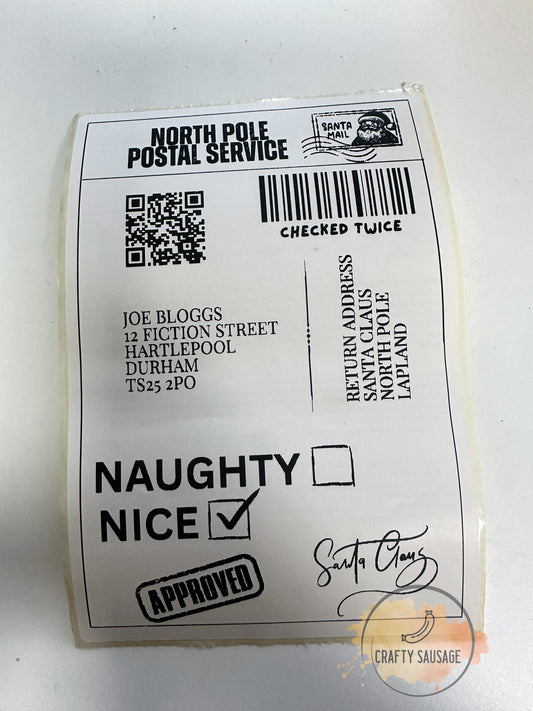 NORTH POLE
POSTAL SERVICE
SANTA
MAIL
CHECKED TWICE
JOE BLOGGS
12 FICTION STREET
HARTLEPOOL
DURHAM
TS25 2PO
RETURN ADDRESS
SANTA CLAUS
NORTH POLE
LAPLAND
NAUGHTY
NICE
APPROVED
Santa Claus
CRAFTY SAUSAGE